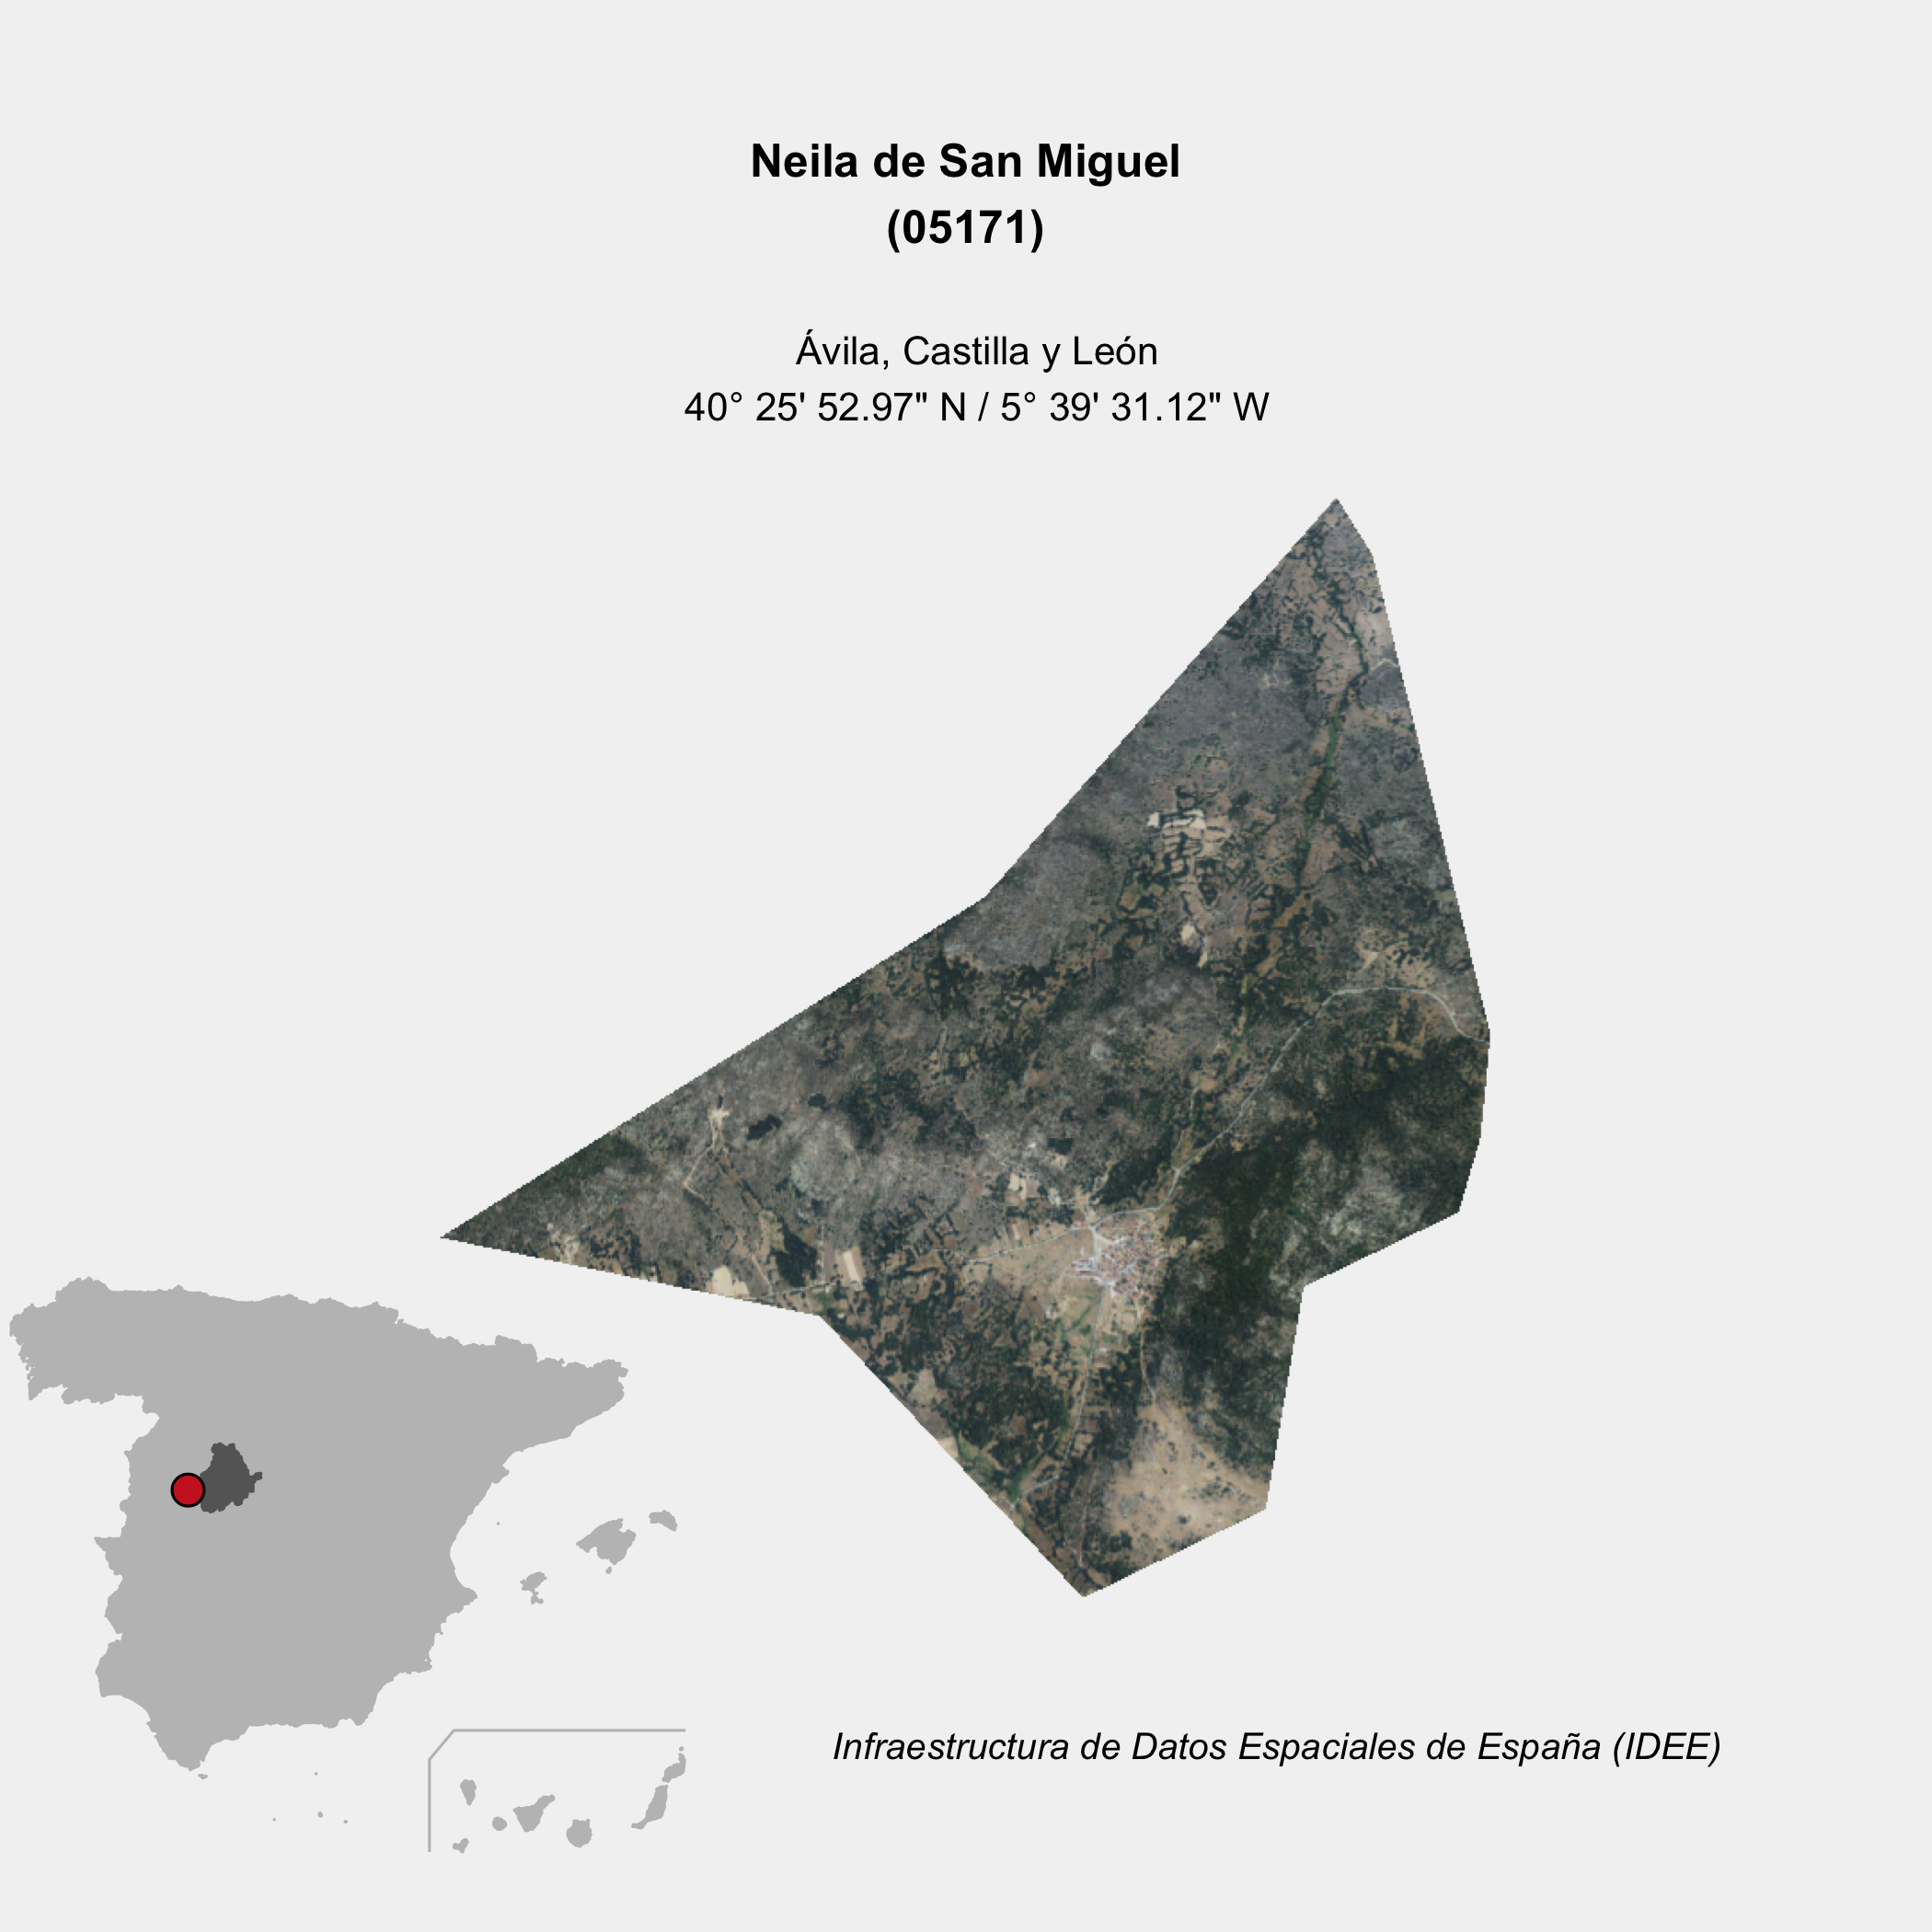 Neila de San Miguel
(05171)
Ávila, Castilla y León
40° 25' 52.97" N / 5° 39' 31.12" W
Infraestructura de Datos Espaciales de España (IDEE)